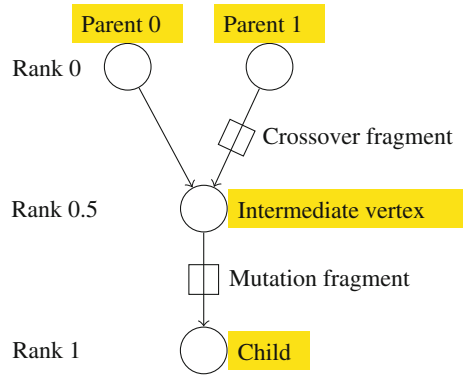 Parent 0
Parent 1
Rank 0
Crossover fragment
Rank 0.5
Intermediate vertex
Mutation fragment
Rank 1
Child